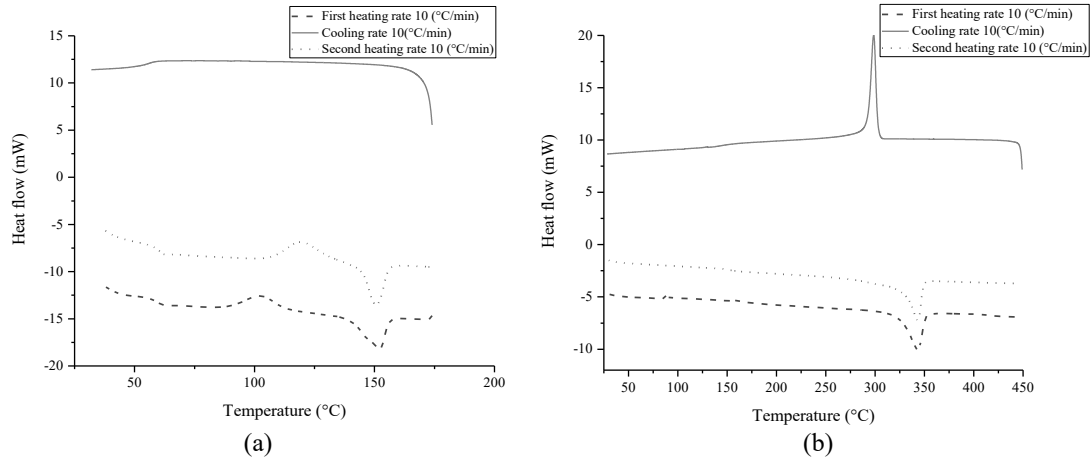 First heating rate 10 (°C/min)
Cooling rate 10(°C/min)
Second heating rate 10 (°C/min)
15
10
5
0
-5
-10
-15
-20
Heat flow (mW)
50
100
150
200
Temperature (°C)
(a)
First heating rate 10 (°C/min)
Cooling rate 10(°C/min)
Second heating rate 10 (°C/min)
20
15
10
5
0
-5
-10
Heat flow (mW)
50 100 150 200 250 300 350 400 450
Temperature (°C)
(b)